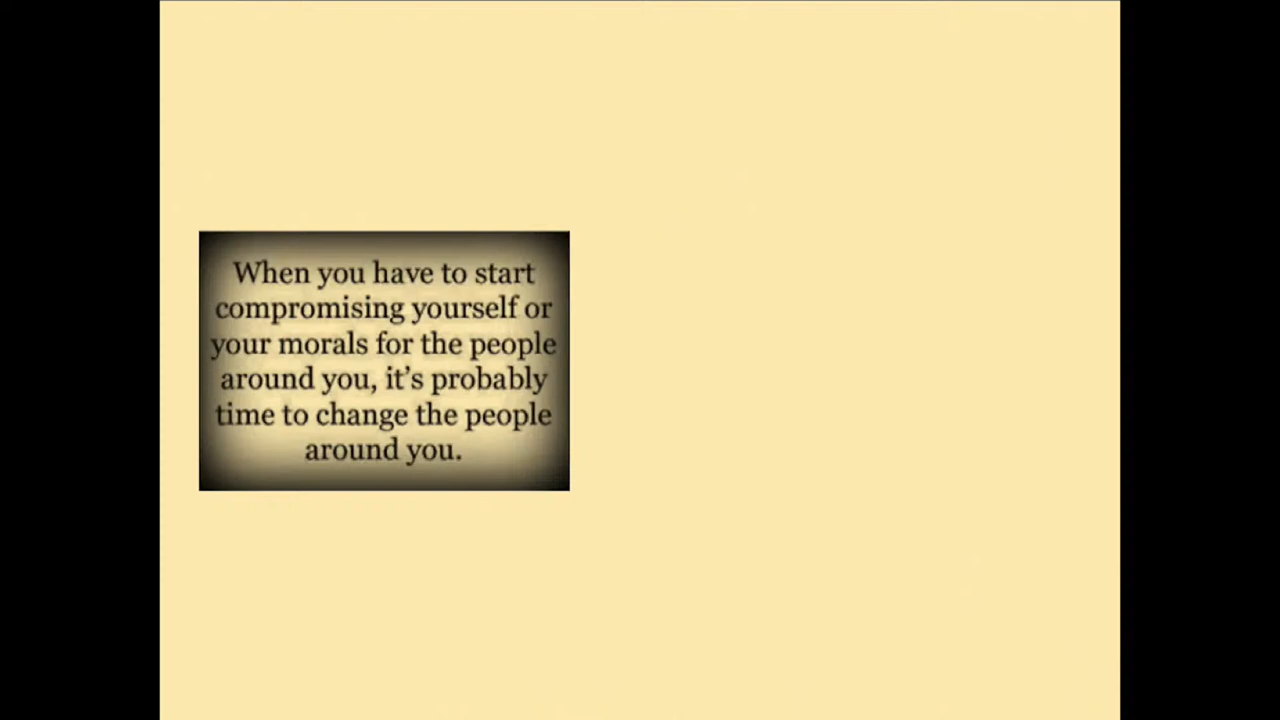 When you have to start
compromising yourself or
your morals for the people
around you, it’s probably
time to change the people
around you.